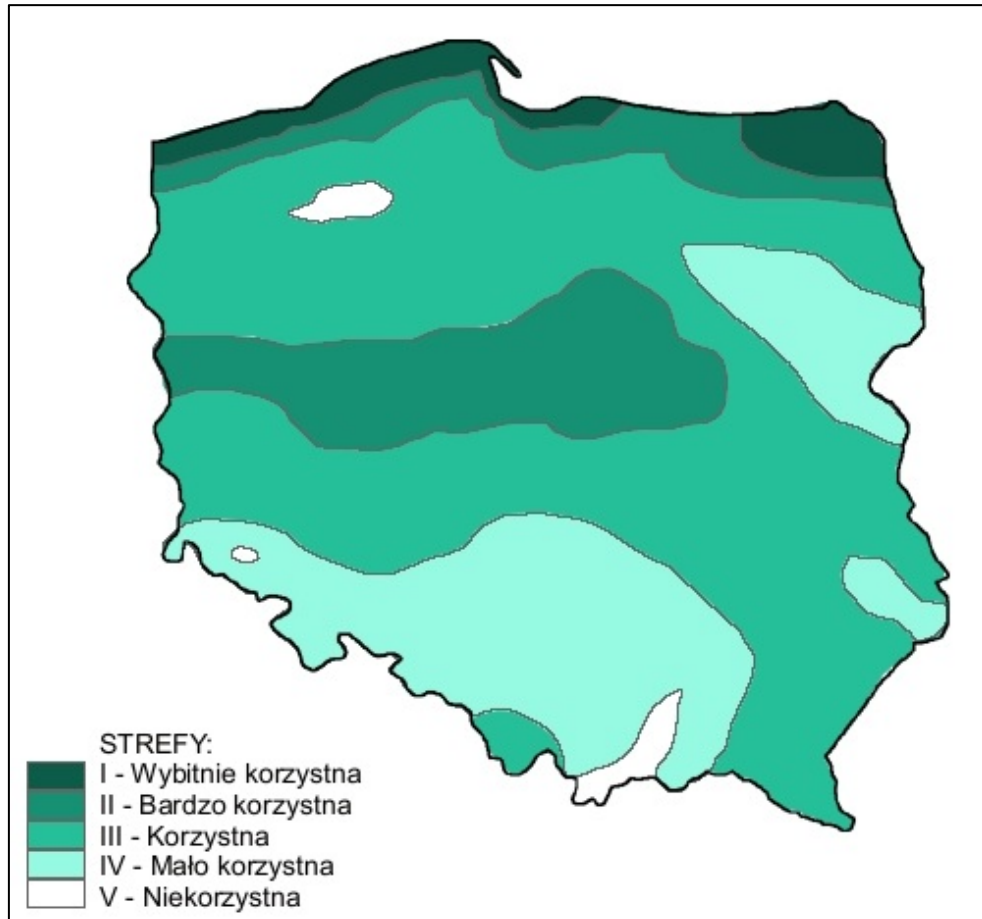 STREFY:
I - Wybitnie korzystna
II - Bardzo korzystna
III - Korzystna
IV - Mało korzystna
V - Niekorzystna